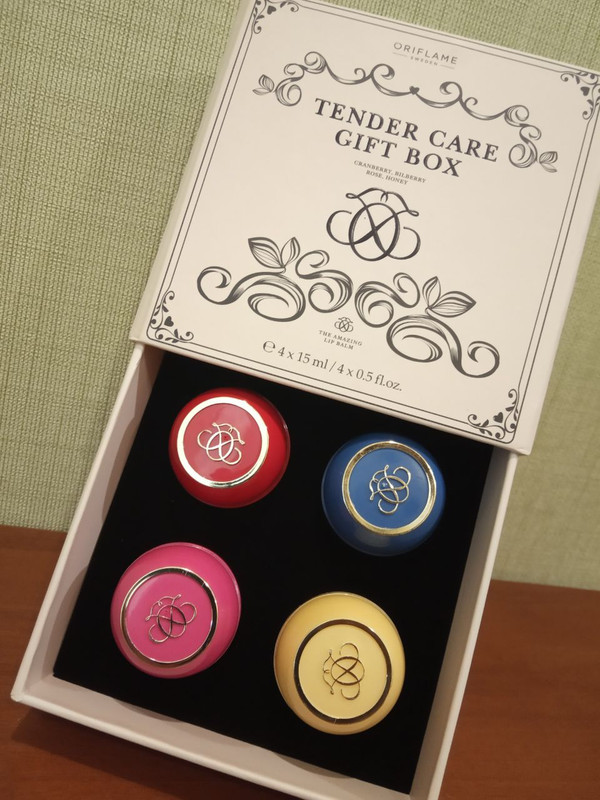 ORIFLAME
SWEDEN
TENDER CARE
GIFT BOX
CRANBERRY, BILBERRY
ROSE, HONEY
THE AMAZING
LIP BALM
℮ 4 x 15 ml / 4 x 0.5 fl.oz.